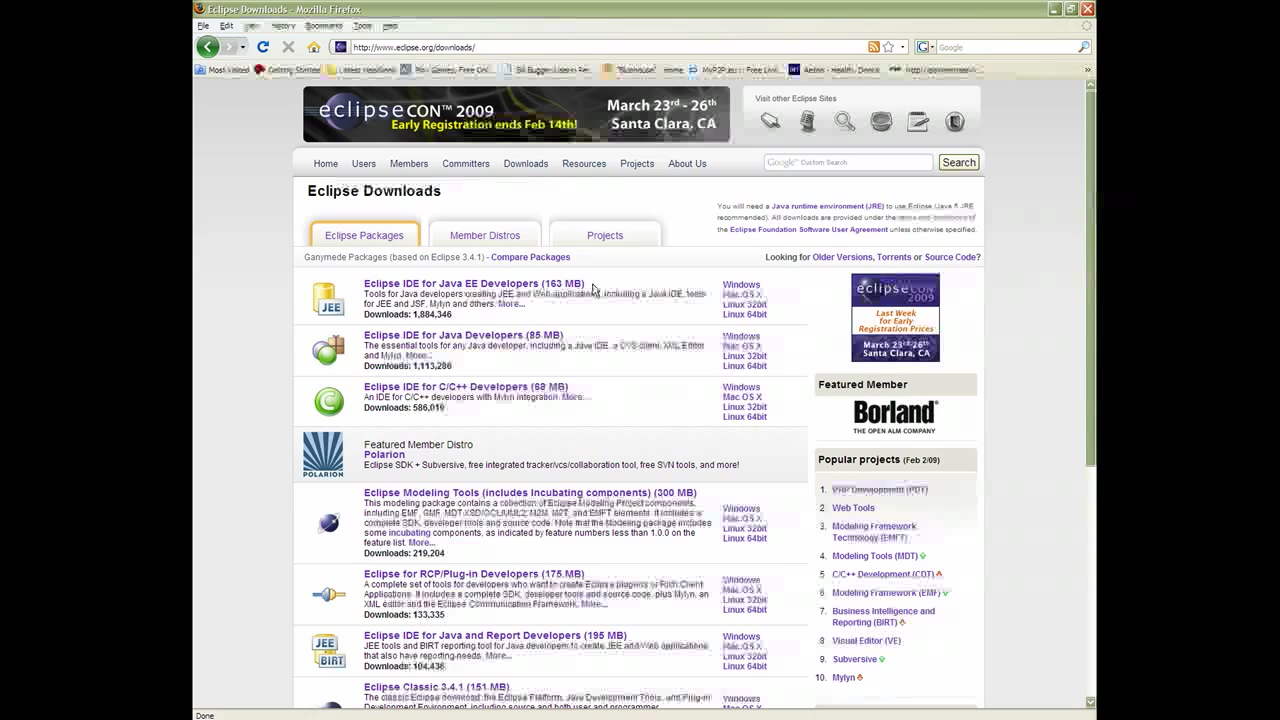 Eclipse Downloads - Mozilla Firefox
File Edit View History Bookmarks Tools Help
http://www.eclipse.org/downloads/
Google
Most Visited Getting Started Latest Headlines
eclipsecon™ 2009
March 23rd - 26th
Early Registration ends Feb 14th!
Santa Clara, CA
Visit other Eclipse Sites
Home Users Members Committers Downloads Resources Projects About Us
Google™ Custom Search
Search
Eclipse Downloads
You will need a Java runtime environment (JRE) to use Eclipse (Java 5 JRE
recommended). All downloads are provided under the terms and conditions of
the Eclipse Foundation Software User Agreement unless otherwise specified.
Eclipse Packages
Member Distros
Projects
Ganymede Packages (based on Eclipse 3.4.1) - Compare Packages
Looking for Older Versions, Torrents or Source Code?
Eclipse IDE for Java EE Developers (163 MB)
Tools for Java developers creating JEE and Web applications, including a Java IDE, tools
for JEE and JSF, Mylyn and others. More...
Downloads: 1,884,346
Windows
Mac OS X
Linux 32bit
Linux 64bit
JEE
Eclipse IDE for Java Developers (85 MB)
The essential tools for any Java developer, including a Java IDE, a CVS client, XML Editor
and Mylyn. More...
Downloads: 1,113,286
Windows
Mac OS X
Linux 32bit
Linux 64bit
Eclipse IDE for C/C++ Developers (68 MB)
An IDE for C/C++ developers with Mylyn integration. More...
Downloads: 586,019
Windows
Mac OS X
Linux 32bit
Linux 64bit
POLARION
Featured Member Distro
Polarion
Eclipse SDK + Subversive, free integrated tracker/vcs/collaboration tool, free SVN tools, and more!
Eclipse Modeling Tools (includes Incubating components) (300 MB)
This modeling package contains a collection of Eclipse Modeling Project components,
including EMF, GMF, MDT XSD/OCL/UML2, M2M, M2T, and EMFT elements. It includes a
complete SDK, developer tools and source code. Note that the Modeling package includes
some incubating components, as indicated by feature numbers less than 1.0.0 on the
feature list. More...
Downloads: 219,204
Windows
Mac OS X
Linux 32bit
Linux 64bit
Eclipse for RCP/Plug-in Developers (175 MB)
A complete set of tools for developers who want to create Eclipse plug-ins or Rich Client
Applications. It includes a complete SDK, developer tools and source code, plus Mylyn, an
XML editor and the Eclipse Communication Framework. More...
Downloads: 133,335
Windows
Mac OS X
Linux 32bit
Linux 64bit
JEE
BIRT
Eclipse IDE for Java and Report Developers (195 MB)
JEE tools and BIRT reporting tool for Java developers to create JEE and Web applications
that also have reporting needs. More...
Downloads: 104,436
Windows
Mac OS X
Linux 32bit
Linux 64bit
Eclipse Classic 3.4.1 (151 MB)
The classic Eclipse download: the Eclipse Platform, Java Development Tools, and Plug-in
Development Environment, including source and both user and programmer
Windows
eclipsecon
2009
Last Week
for Early
Registration Prices
March 23rd-26th
Santa Clara, CA
Featured Member
Borland®
THE OPEN ALM COMPANY
Popular projects (Feb 2/09)
1. PHP Development (PDT)
2. Web Tools
3. Modeling Framework
Technology (EMFT)
4. Modeling Tools (MDT)
5. C/C++ Development (CDT)
6. Modeling Framework (EMF)
7. Business Intelligence and
Reporting (BIRT)
8. Visual Editor (VE)
9. Subversive
10. Mylyn
Done